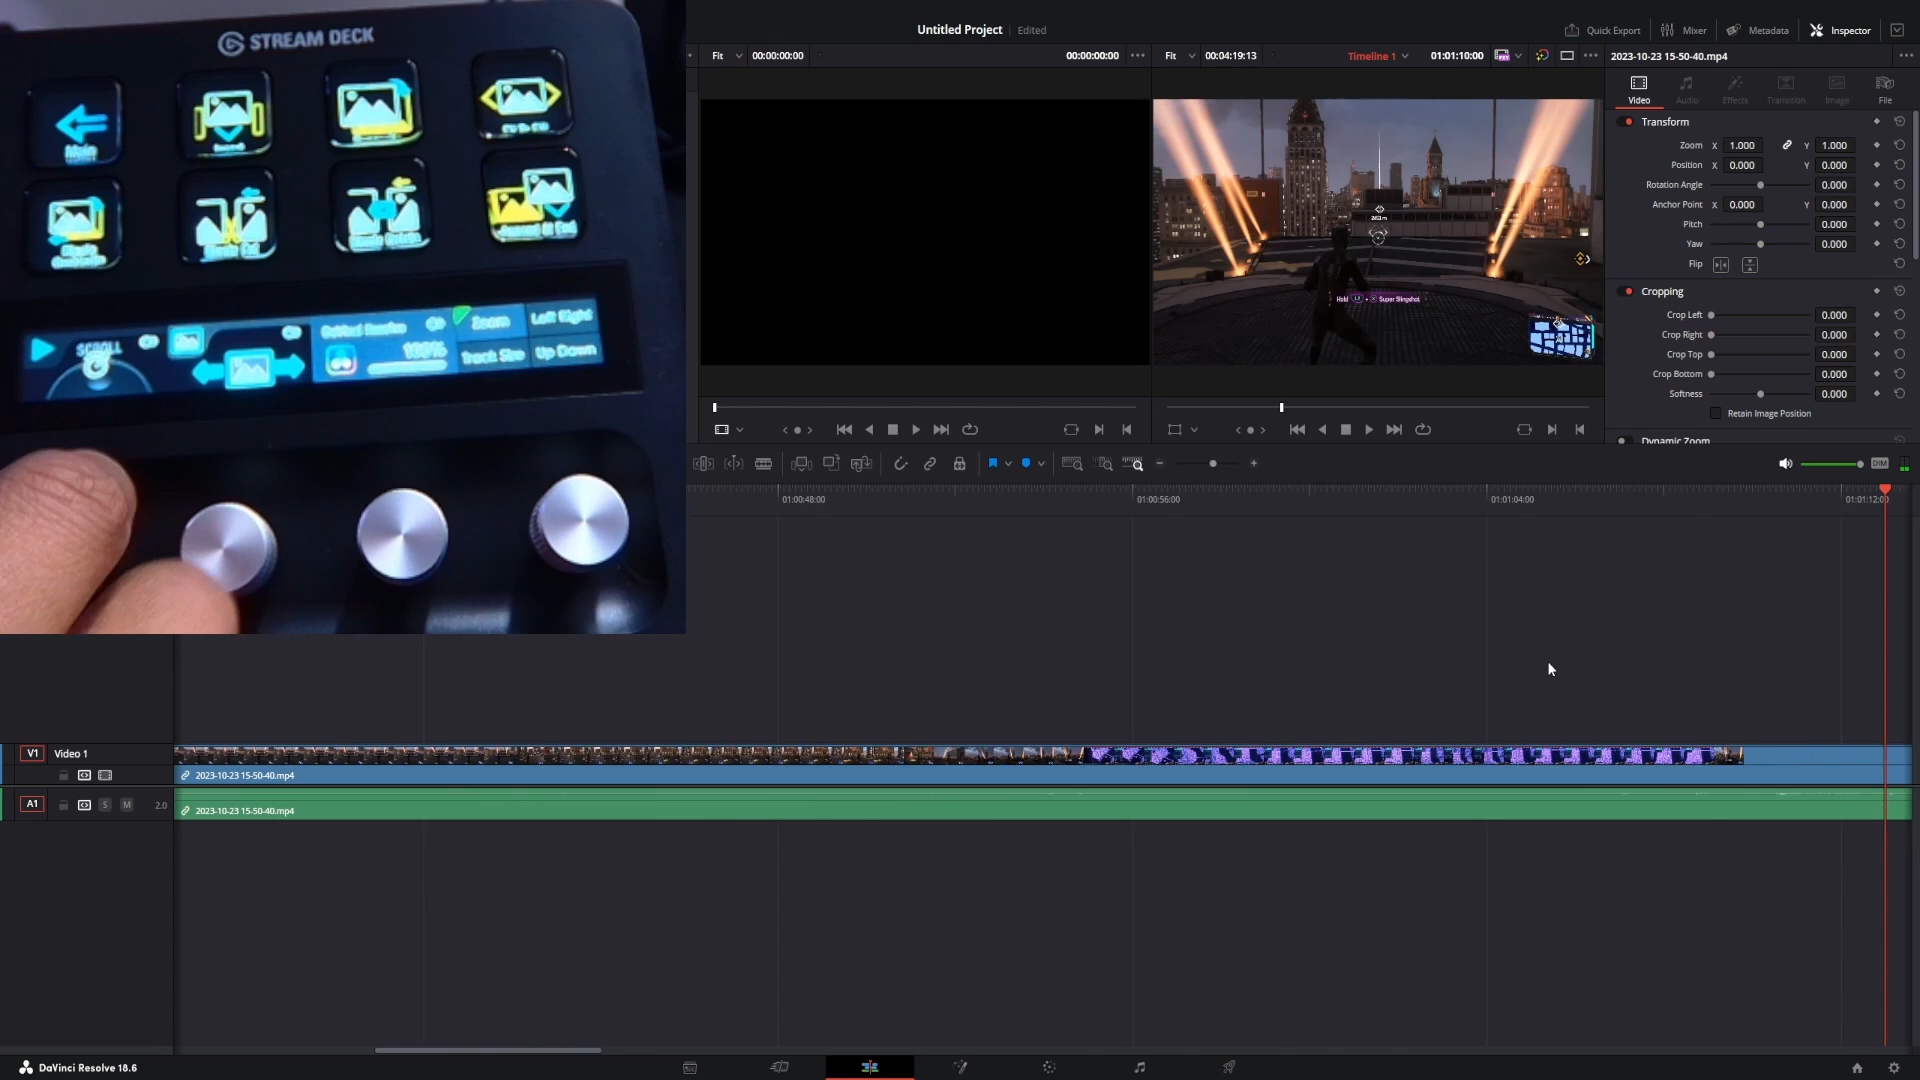 STREAM DECK
Main
SCROLL
100%
Zoom
Left Right
Track Size
Up Down
Untitled Project Edited
Quick Export Mixer Metadata Inspector
Fit 00:00:00:00 00:00:00:00
Fit 00:04:19:13 Timeline 1 01:01:10:00
2023-10-23 15-50-40.mp4
Video Audio Effects Transition Image File
Transform
Zoom X 1.000 Y 1.000
Position X 0.000 Y 0.000
Rotation Angle 0.000
Anchor Point X 0.000 Y 0.000
Pitch 0.000
Yaw 0.000
Flip
Cropping
Crop Left 0.000
Crop Right 0.000
Crop Top 0.000
Crop Bottom 0.000
Softness 0.000
Retain Image Position
Dynamic Zoom
Super Slingshot
DIM
01:00:48:00 01:00:56:00 01:01:04:00 01:01:12:00
V1 Video 1
2023-10-23 15-50-40.mp4
A1 S M 2.0
2023-10-23 15-50-40.mp4
DaVinci Resolve 18.6